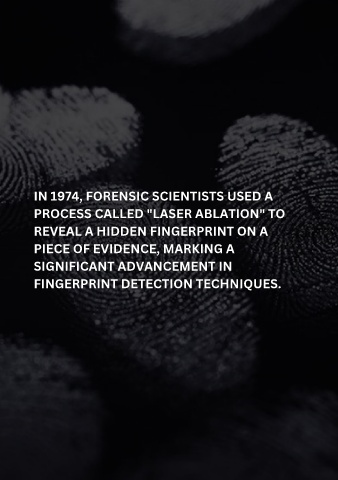 IN 1974, FORENSIC SCIENTISTS USED A
PROCESS CALLED "LASER ABLATION" TO
REVEAL A HIDDEN FINGERPRINT ON A
PIECE OF EVIDENCE, MARKING A
SIGNIFICANT ADVANCEMENT IN
FINGERPRINT DETECTION TECHNIQUES.